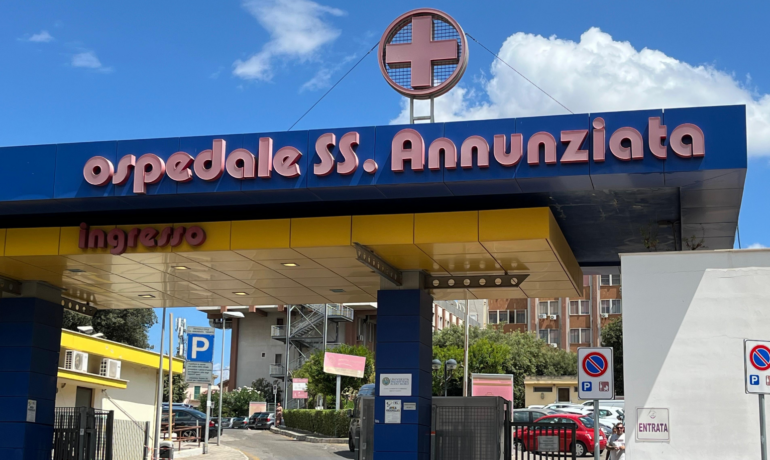 ospedale SS. Annunziata
ingresso
P
P
P
ENTRATA